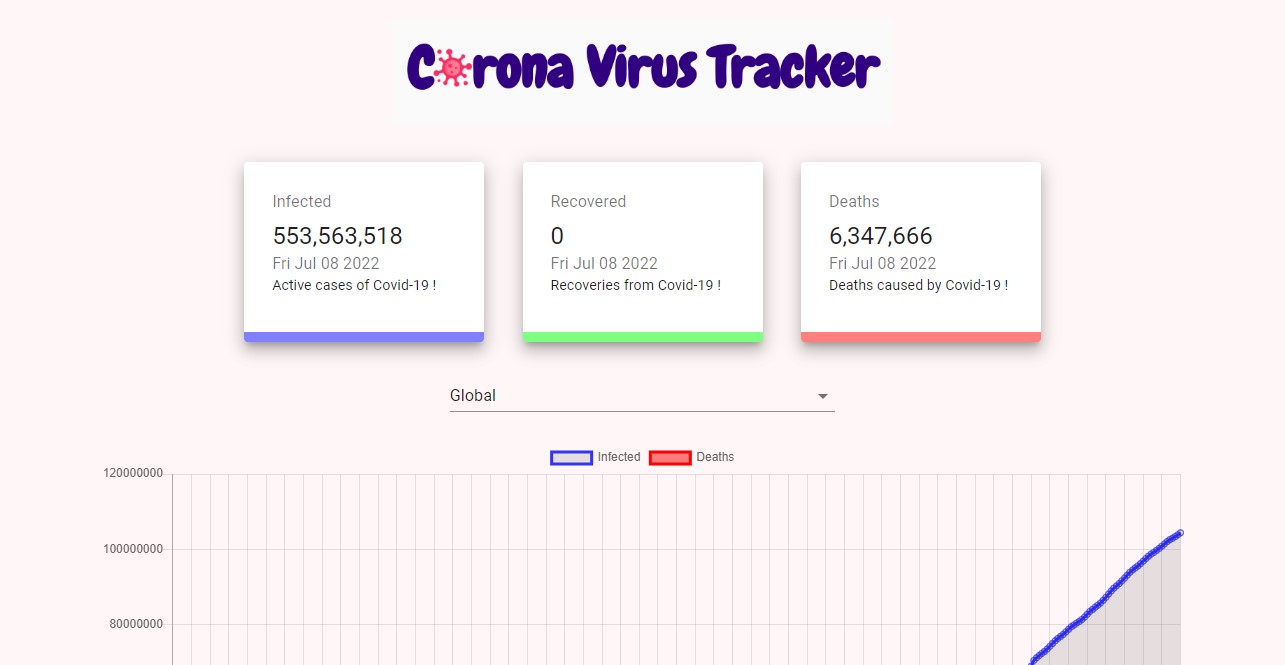 Corona Virus Tracker
Infected
553,563,518
Fri Jul 08 2022
Active cases of Covid-19 !
Recovered
0
Fri Jul 08 2022
Recoveries from Covid-19 !
Deaths
6,347,666
Fri Jul 08 2022
Deaths caused by Covid-19 !
Global
Infected
Deaths
120000000
100000000
80000000